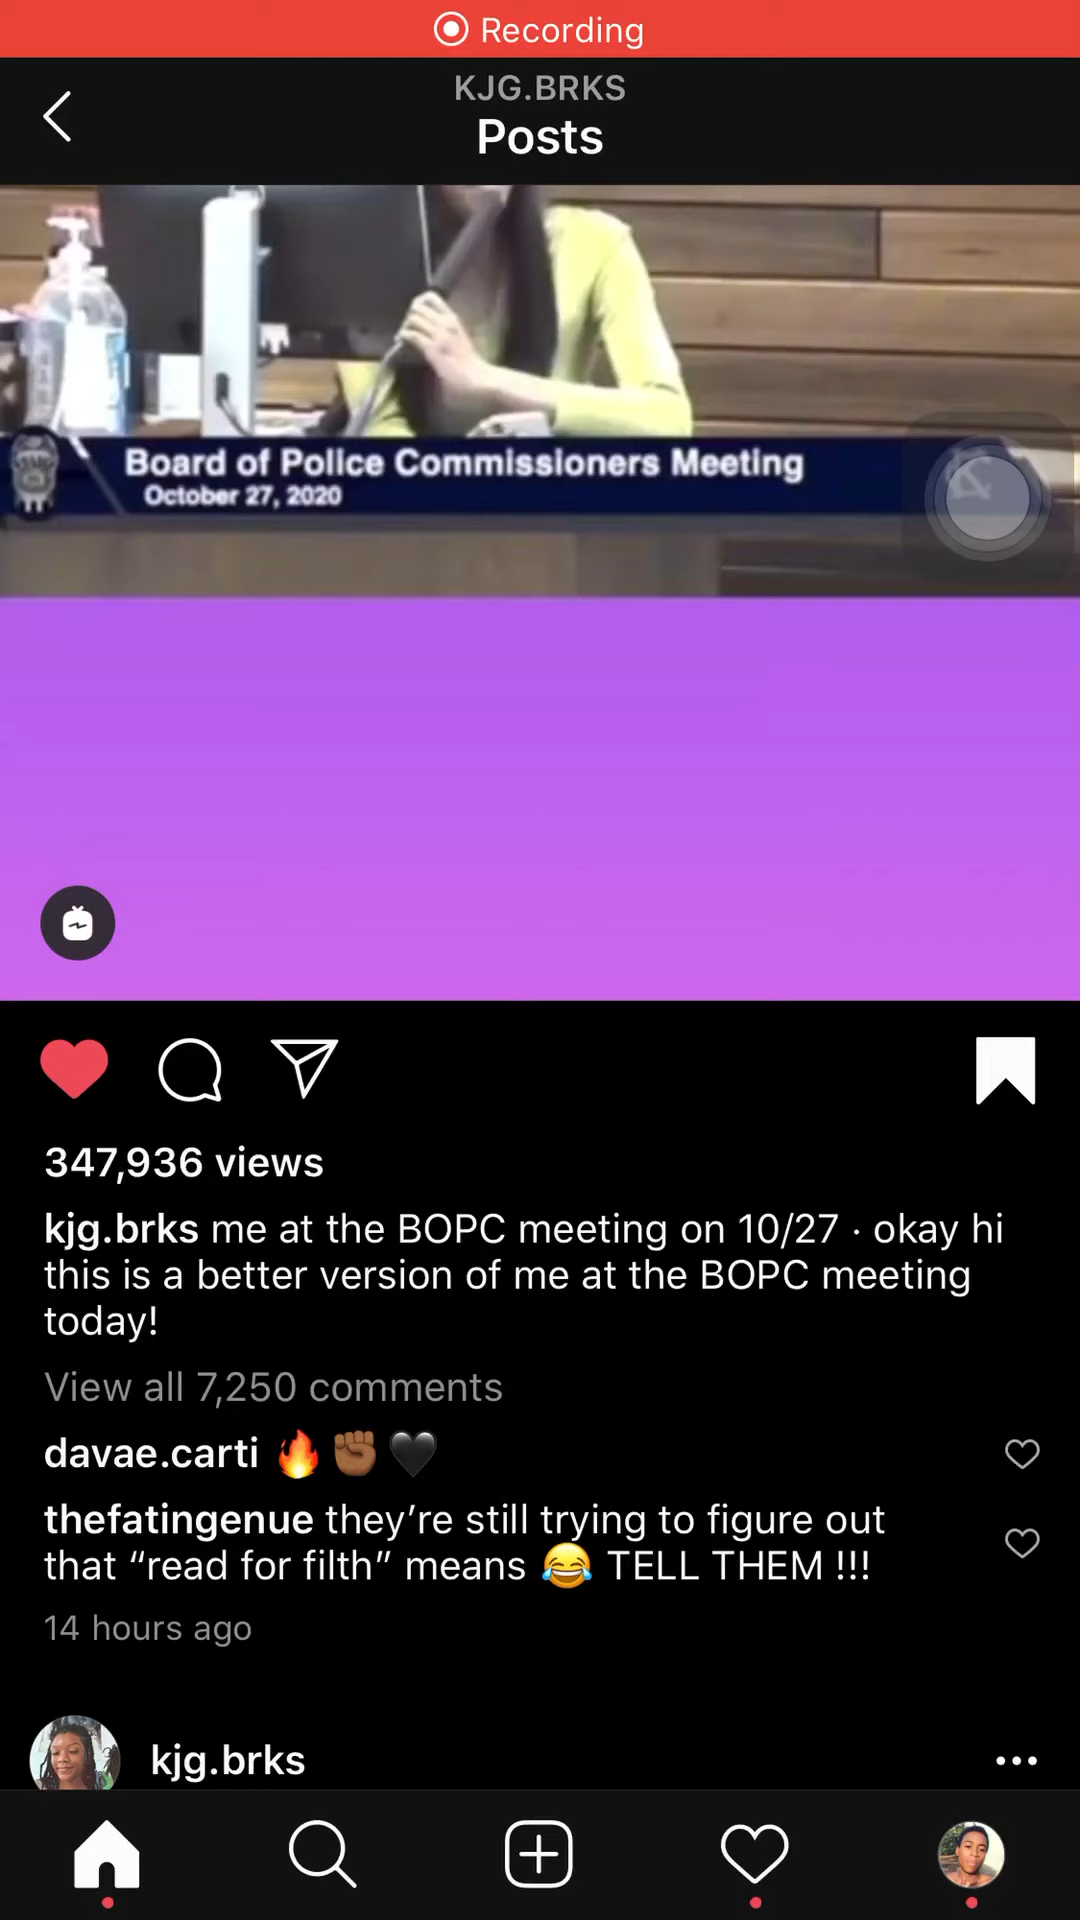 Recording
KJG.BRKS
Posts
Board of Police Commissioners Meeting
October 27, 2020
347,936 views
kjg.brks me at the BOPC meeting on 10/27 · okay hi
this is a better version of me at the BOPC meeting
today!
View all 7,250 comments
davae.carti 🔥✊🏾🖤
thefatingenue they’re still trying to figure out
that “read for filth” means 😂 TELL THEM !!!
14 hours ago
kjg.brks